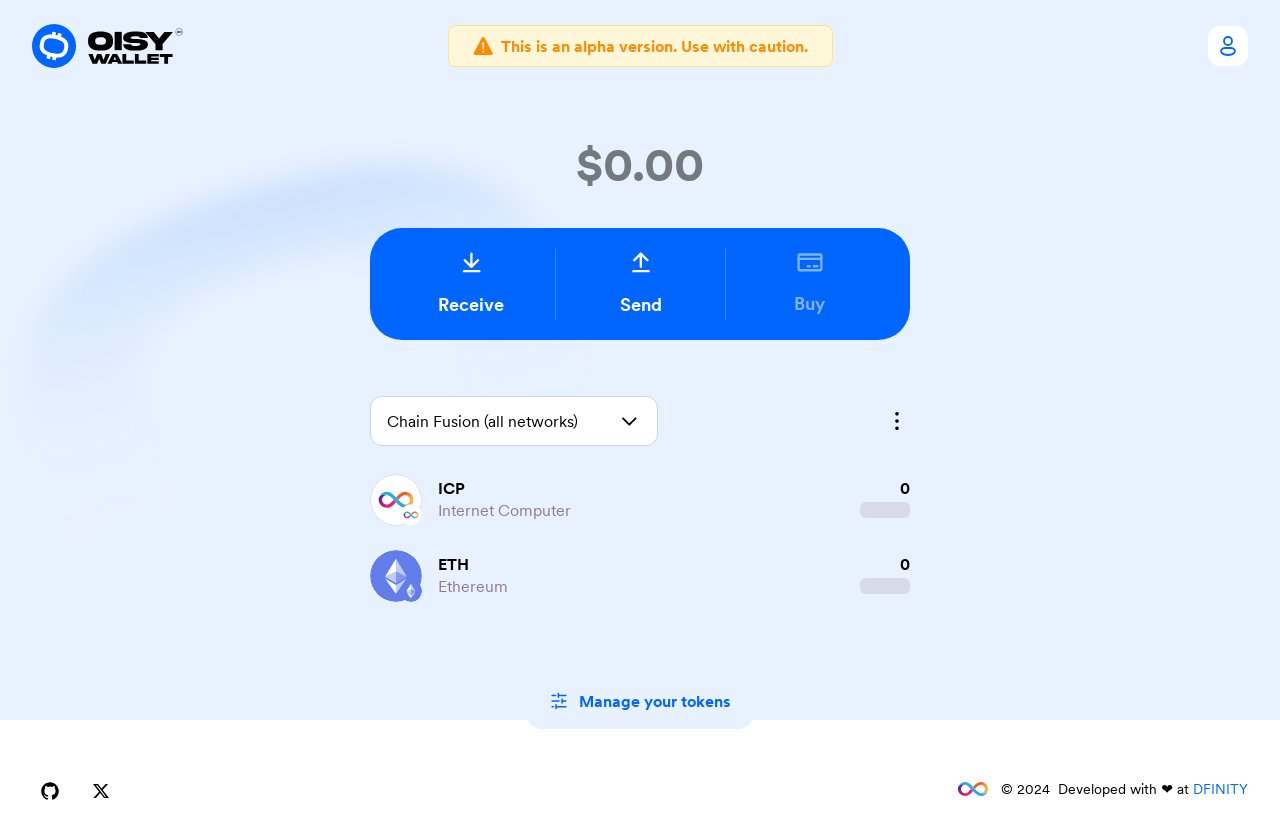 OISY
WALLET
This is an alpha version. Use with caution.
$0.00
Receive
Send
Buy
Chain Fusion (all networks)
ICP
0
Internet Computer
ETH
0
Ethereum
Manage your tokens
© 2024 Developed with ❤ at DFINITY